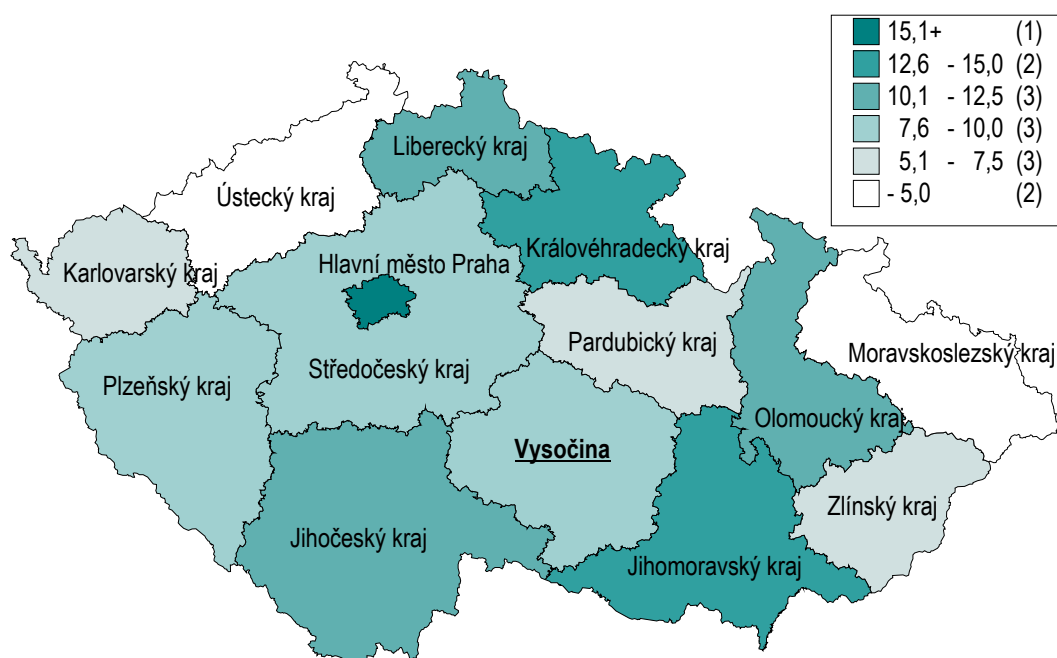 15,1+ (1)
12,6 - 15,0 (2)
10,1 - 12,5 (3)
7,6 - 10,0 (3)
5,1 - 7,5 (3)
- 5,0 (2)
Liberecký kraj
Ústecký kraj
Královéhradecký kraj
Hlavní město Praha
Karlovarský kraj
Pardubický kraj
Moravskoslezský kraj
Středočeský kraj
Plzeňský kraj
Olomoucký kraj
Vysočina
Zlínský kraj
Jihočeský kraj
Jihomoravský kraj